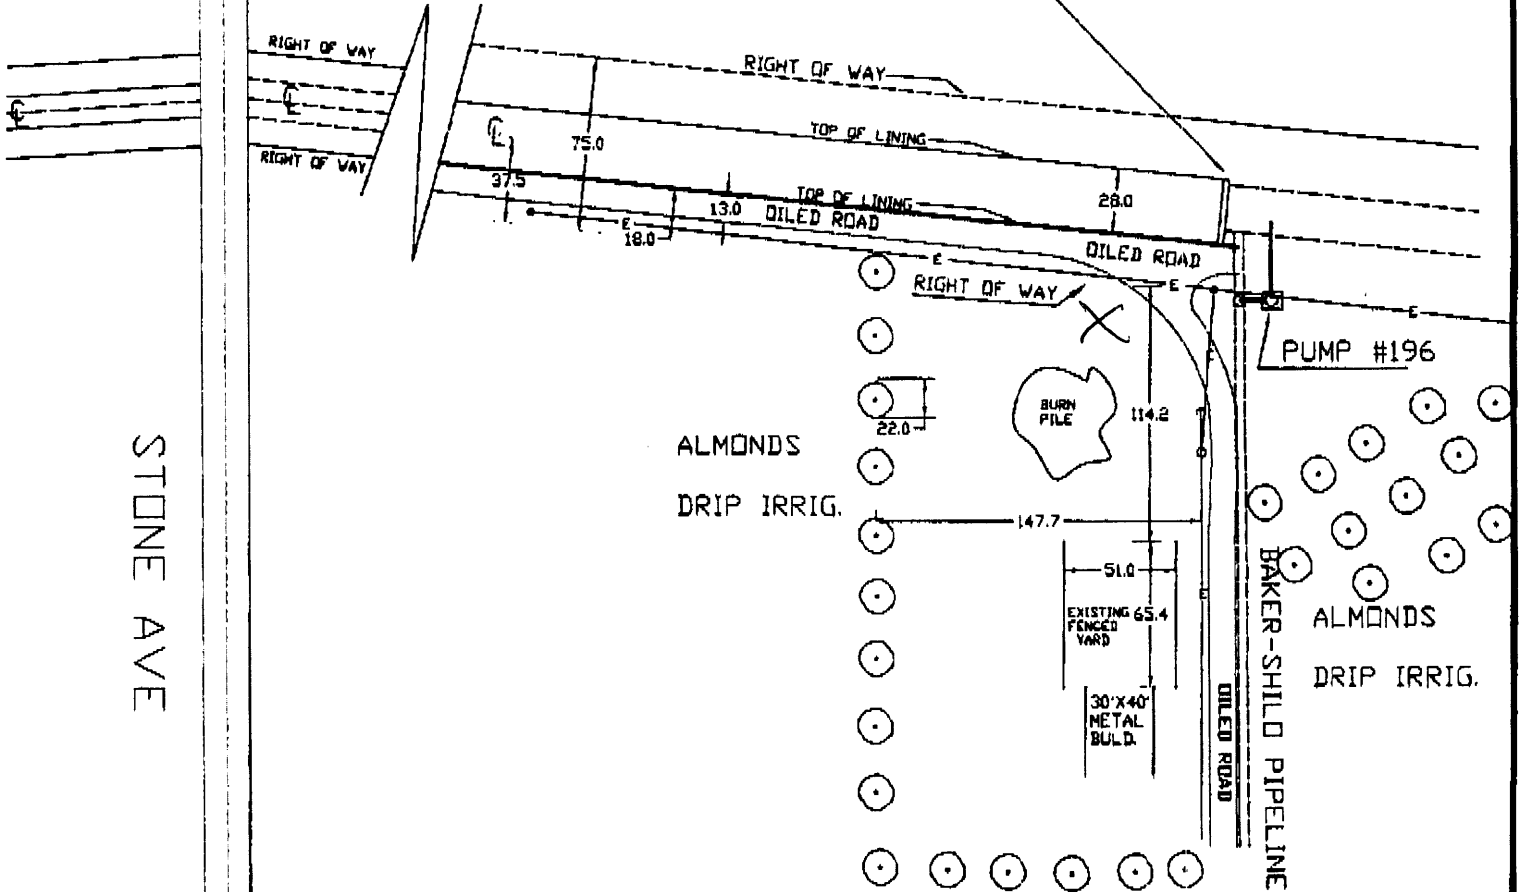 RIGHT OF WAY
RIGHT OF WAY
RIGHT OF WAY
TOP OF LINING
75.0
37.5
TOP OF LINING
13.0
OILED ROAD
28.0
E
18.0
OILED ROAD
E
E
RIGHT OF WAY
E
X
PUMP #196
BURN
PILE
114.2
22.0
ALMONDS
DRIP IRRIG.
147.7
51.0
EXISTING
FENCED
YARD
65.4
E
ALMONDS
DRIP IRRIG.
30'X40'
METAL
BULD.
STONE AVE
OILED ROAD
BAKER-SHILO PIPELINE